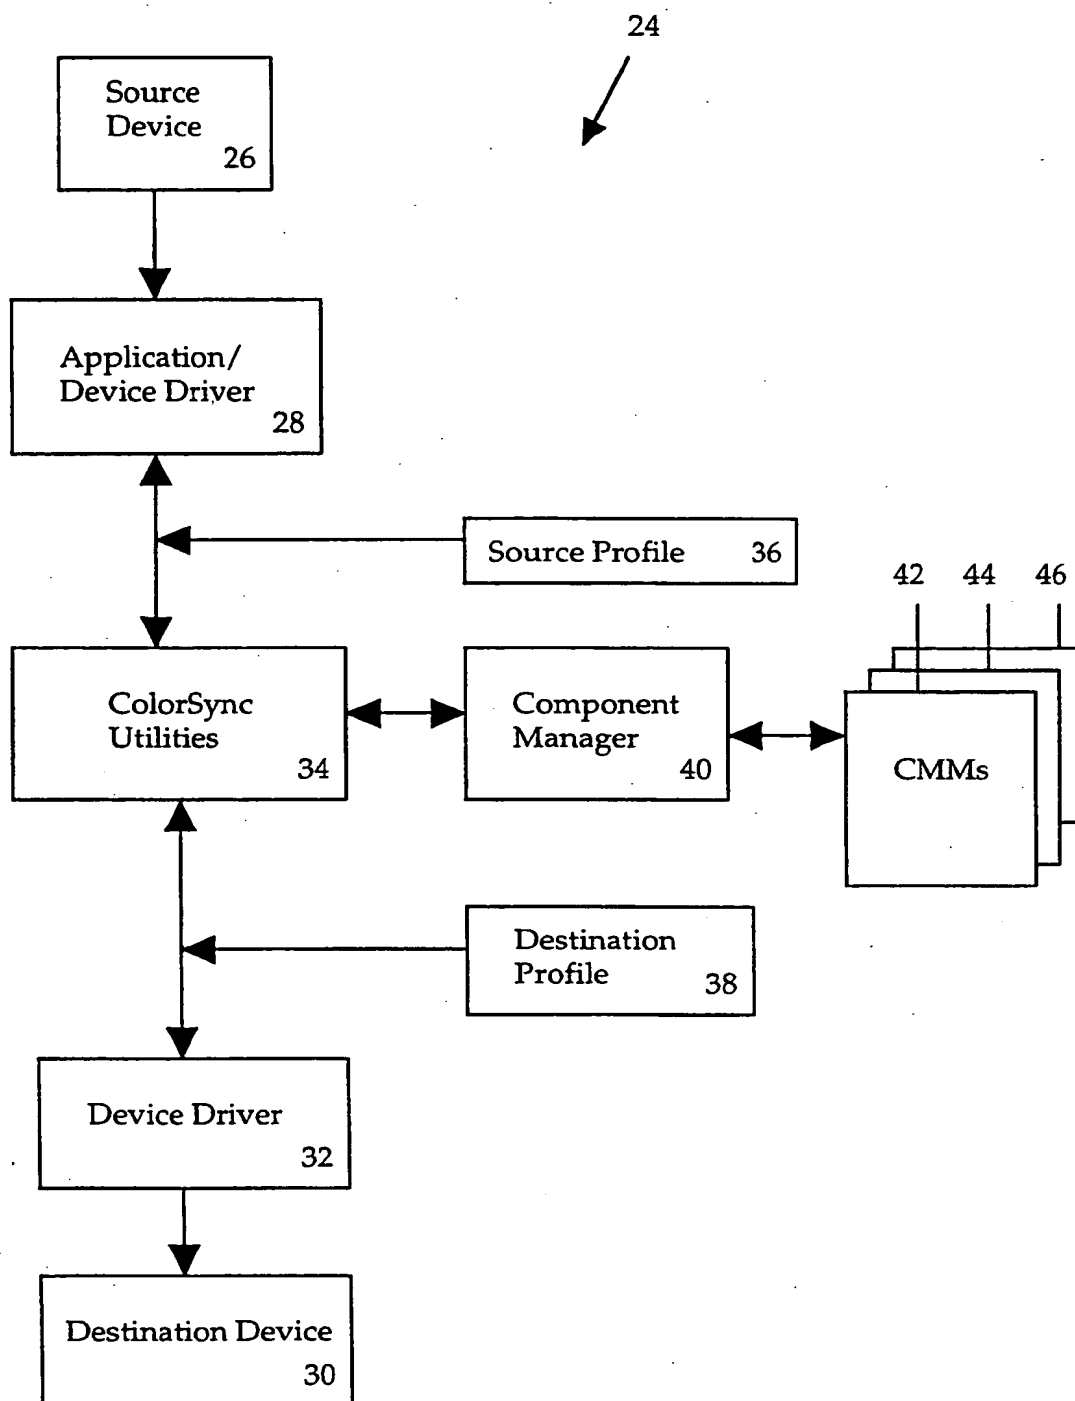 24
Source
Device
26
Application/
Device Driver
28
Source Profile 36
42 44 46
ColorSync
Utilities
34
Component
Manager
40
CMMs
Destination
Profile
38
Device Driver
32
Destination Device
30